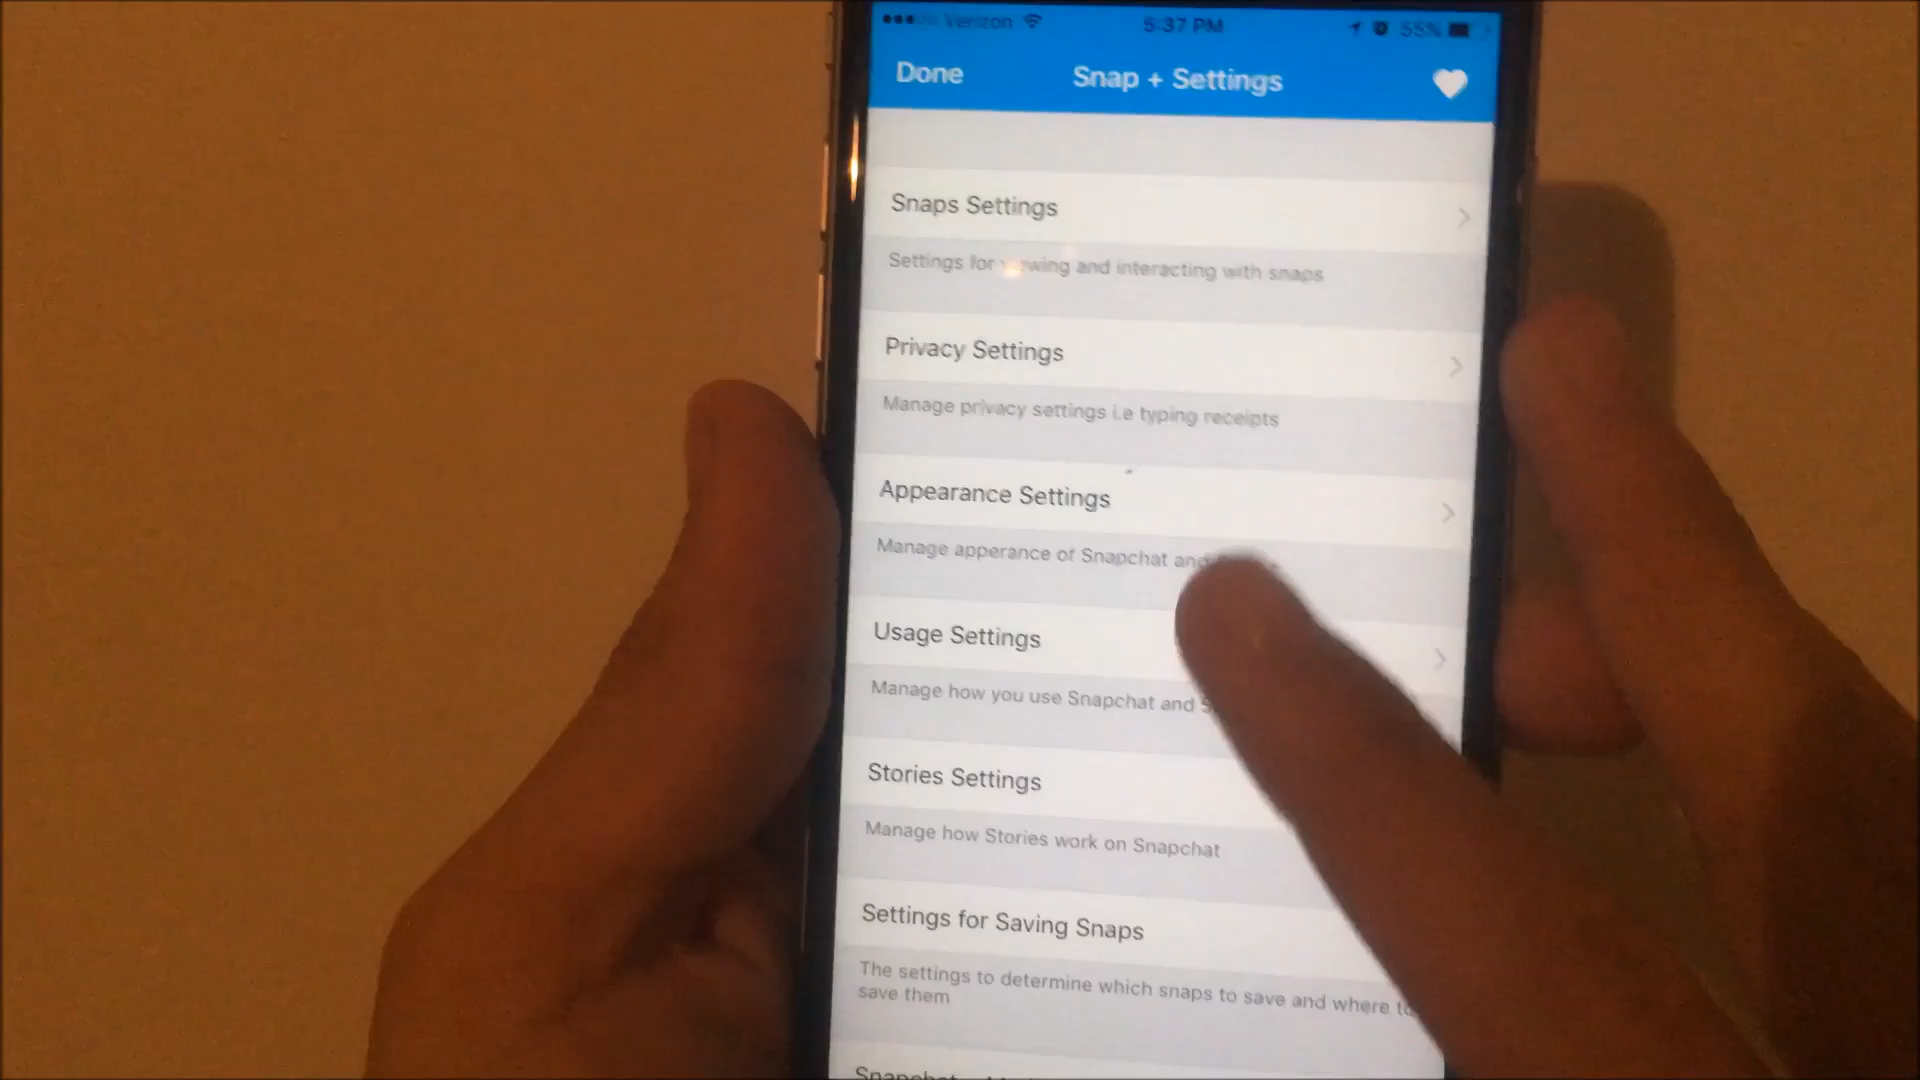 Verizon 5:37 PM 55%
Done Snap + Settings
Snaps Settings
Settings for and interacting with snaps
Privacy Settings
Manage privacy settings i.e typing receipts
Appearance Settings
Manage apperance of Snapchat and
Usage Settings
Manage how you use Snapchat and
Stories Settings
Manage how Stories work on Snapchat
Settings for Saving Snaps
The settings to determine which snaps to save and where to
save them